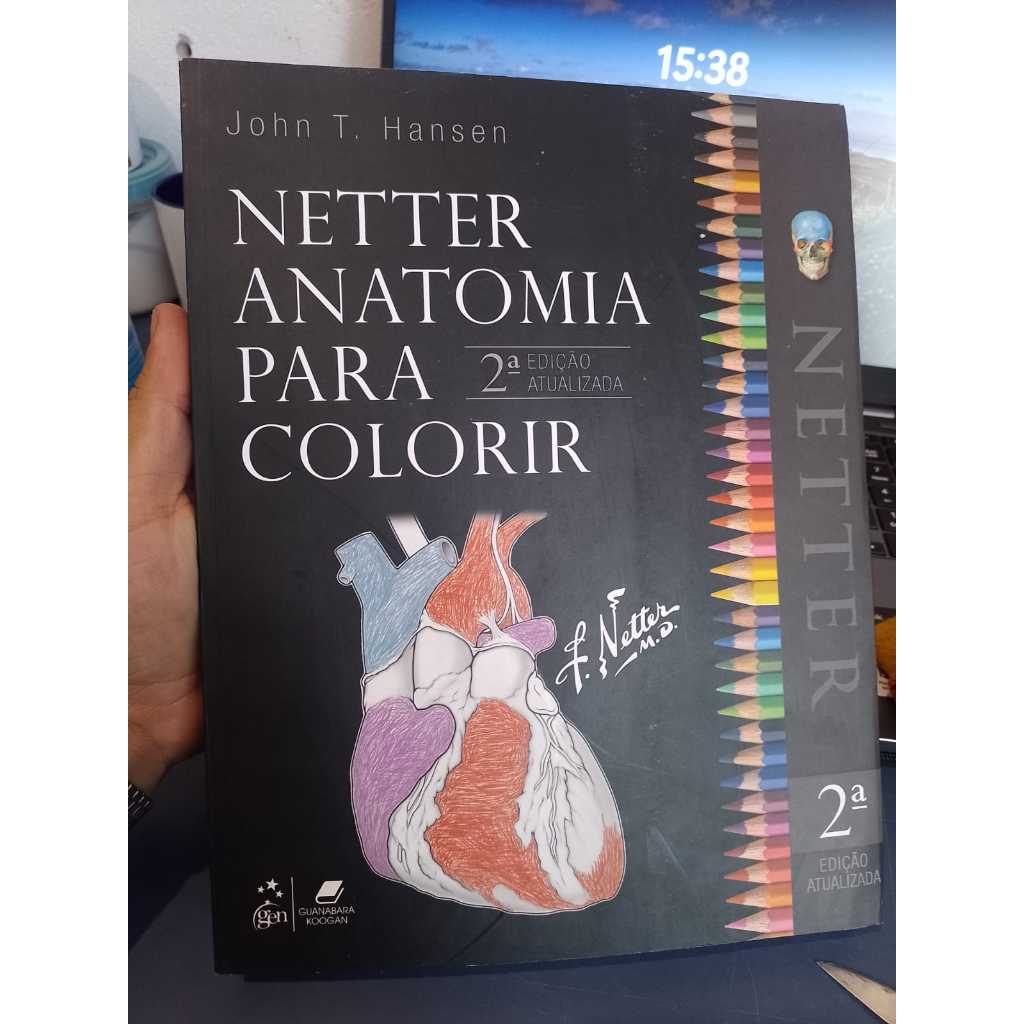 15:38
John T. Hansen
NETTER
ANATOMIA
PARA
2ª EDIÇÃO
ATUALIZADA
COLORIR
F. Netter
M.D.
gen
GUANABARA
KOOGAN
NETTER
2ª
EDIÇÃO
ATUALIZADA